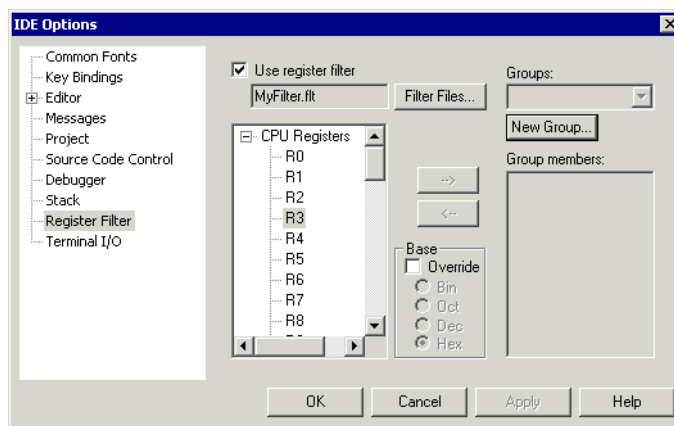 IDE Options
Common Fonts
Key Bindings
Editor
Messages
Project
Source Code Control
Debugger
Stack
Register Filter
Terminal I/O
Use register filter
MyFilter.flt
Filter Files...
CPU Registers
R0
R1
R2
R3
R4
R5
R6
R7
R8
-->
<--
Base
Override
Bin
Oct
Dec
Hex
Groups:
New Group...
Group members:
OK
Cancel
Apply
Help